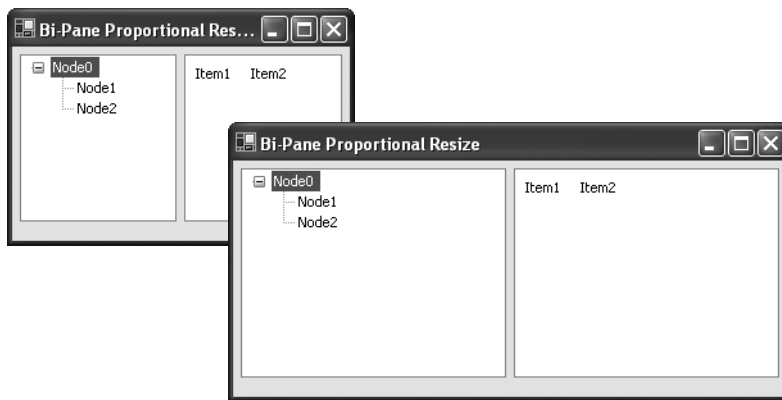 Bi-Pane Proportional Res...
Node0
Node1
Node2
Item1 Item2
Bi-Pane Proportional Resize
Node0
Node1
Node2
Item1 Item2